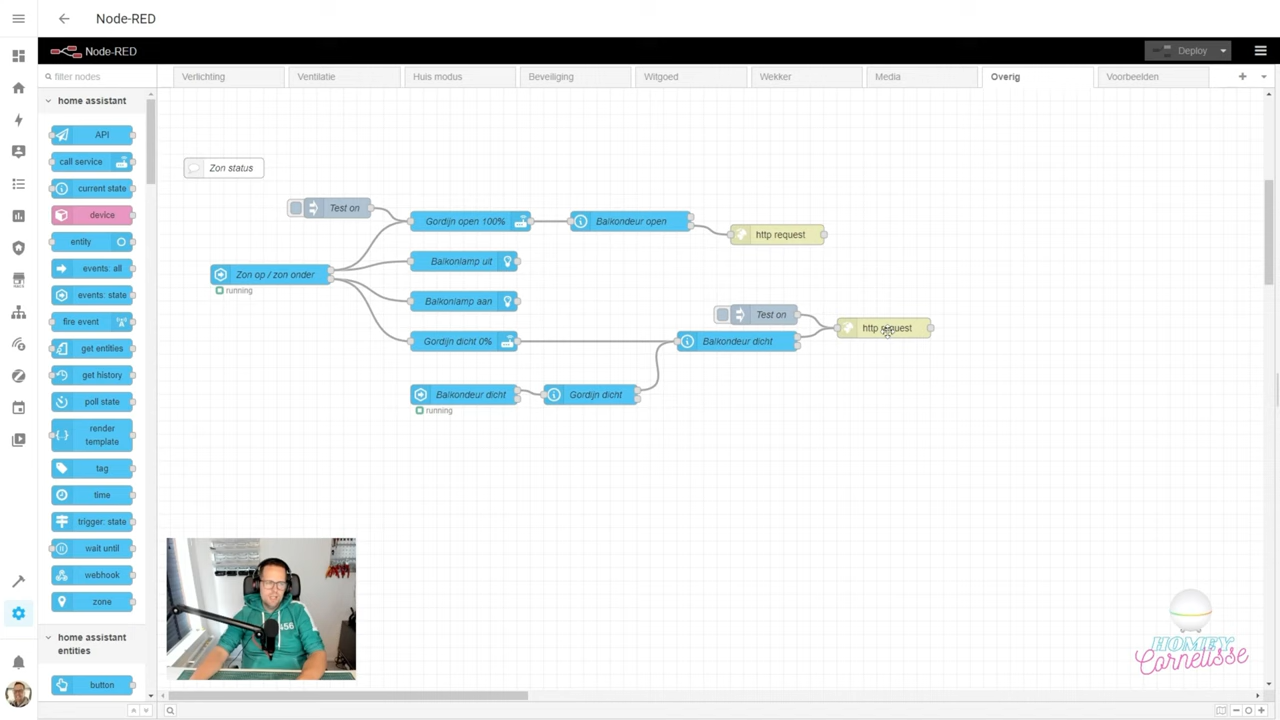 Node-RED
Node-RED
Deploy
filter nodes
Verlichting
Ventilatie
Huis modus
Beveiliging
Witgoed
Wekker
Media
Overig
Voorbeelden
home assistant
API
call service
current state
device
entity
events: all
events: state
fire event
get entities
get history
poll state
render
template
tag
time
trigger: state
wait until
webhook
zone
home assistant
entities
button
Zon status
Test on
Gordijn open 100%
Balkondeur open
http request
Balkonlamp uit
Zon op / zon onder
running
Balkonlamp aan
Test on
http request
Gordijn dicht 0%
Balkondeur dicht
Balkondeur dicht
Gordijn dicht
running
456
HOMEY
Cornelisse